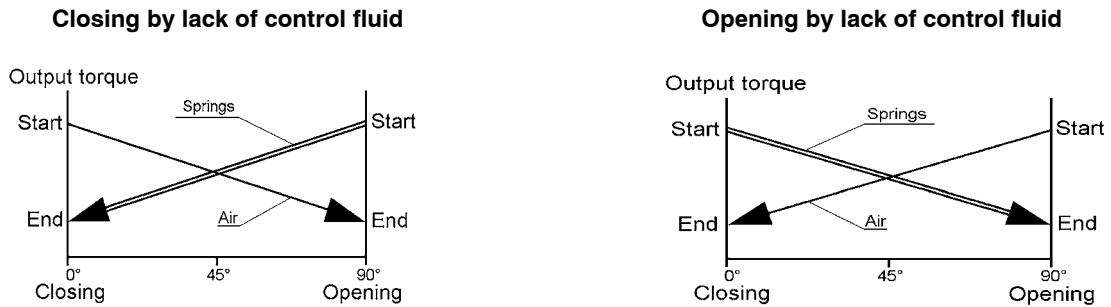 Closing by lack of control fluid
Output torque
Springs
Start
Start
End
Air
End
0°
45°
90°
Closing
Opening
Opening by lack of control fluid
Output torque
Springs
Start
Start
End
Air
End
0°
45°
90°
Closing
Opening